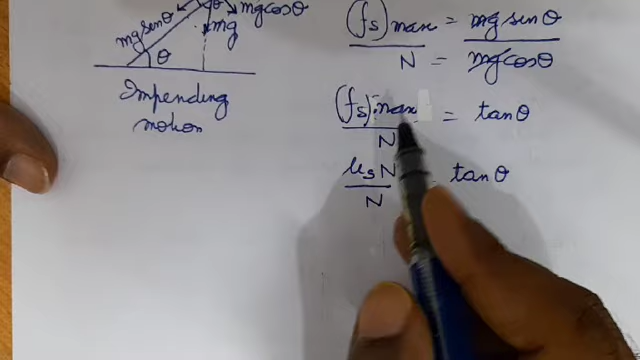 mg sinθ
θ
mg cosθ
mg
θ
Impending
motion
(fs) max = mg sinθ
N = mg cosθ
(fs) max = tanθ
N
μs N = tanθ
N